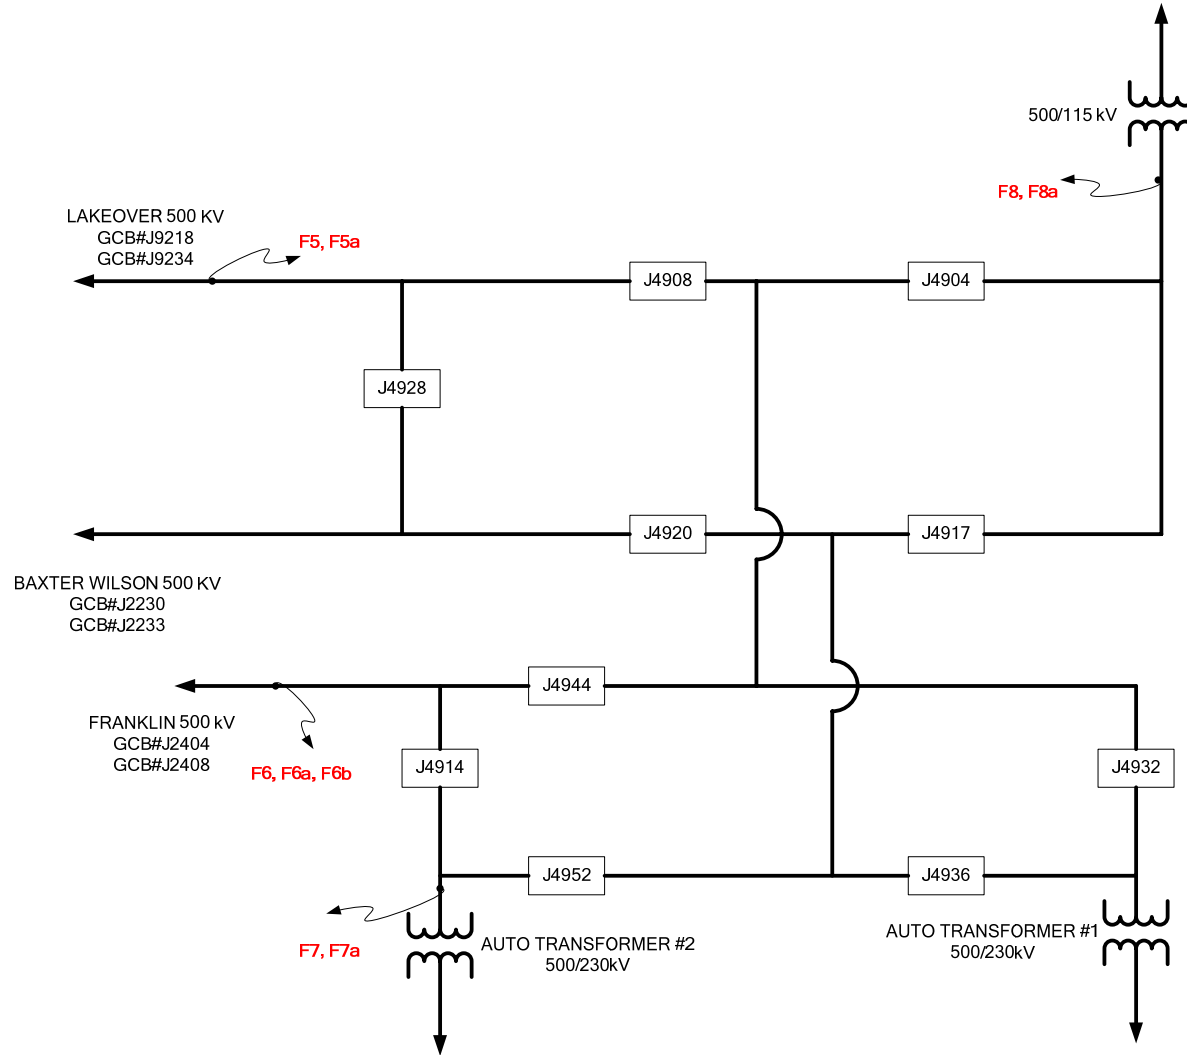 500/115 kV
F8, F8a
LAKEOVER 500 KV
GCB#J9218
GCB#J9234
F5, F5a
J4908
J4904
J4928
J4920
J4917
BAXTER WILSON 500 KV
GCB#J2230
GCB#J2233
J4944
FRANKLIN 500 kV
GCB#J2404
GCB#J2408
F6, F6a, F6b
J4914
J4932
J4952
J4936
F7, F7a
AUTO TRANSFORMER #2
500/230kV
AUTO TRANSFORMER #1
500/230kV